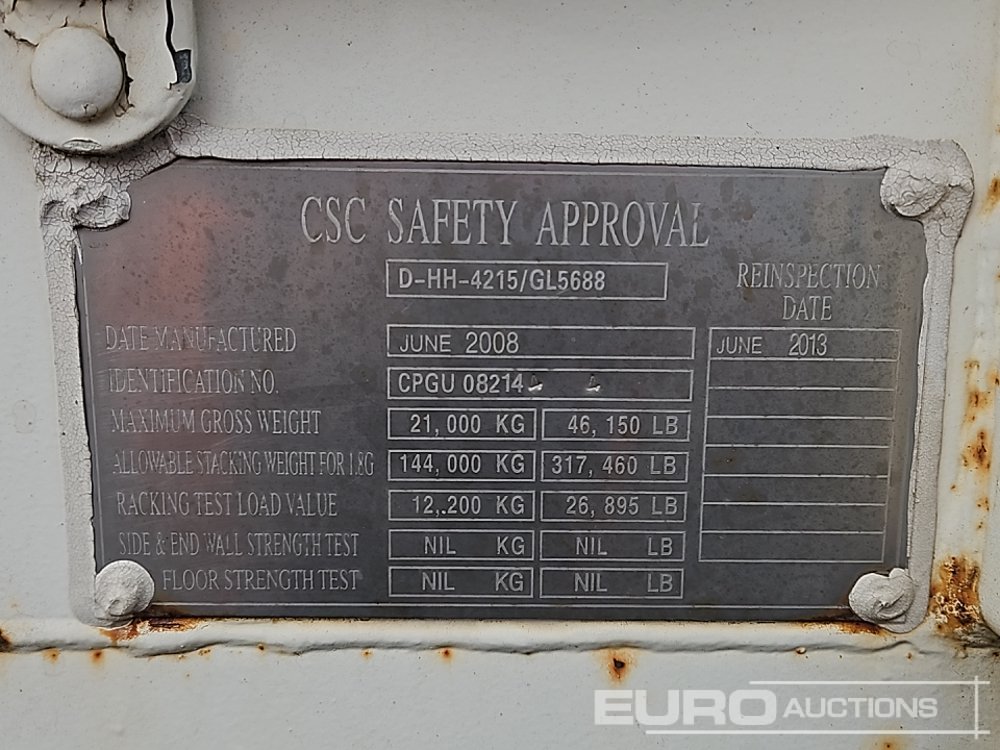 CSC SAFETY APPROVAL
D-HH-4215/GL5688
REINSPECTION
DATE
DATE MANUFACTURED JUNE 2008 JUNE 2013
IDENTIFICATION NO. CPGU 082144 4
MAXIMUM GROSS WEIGHT 21,000 KG 46,150 LB
ALLOWABLE STACKING WEIGHT FOR 1.8G 144,000 KG 317,460 LB
RACKING TEST LOAD VALUE 12,.200 KG 26,895 LB
SIDE & END WALL STRENGTH TEST NIL KG NIL LB
FLOOR STRENGTH TEST NIL KG NIL LB
EURO AUCTIONS